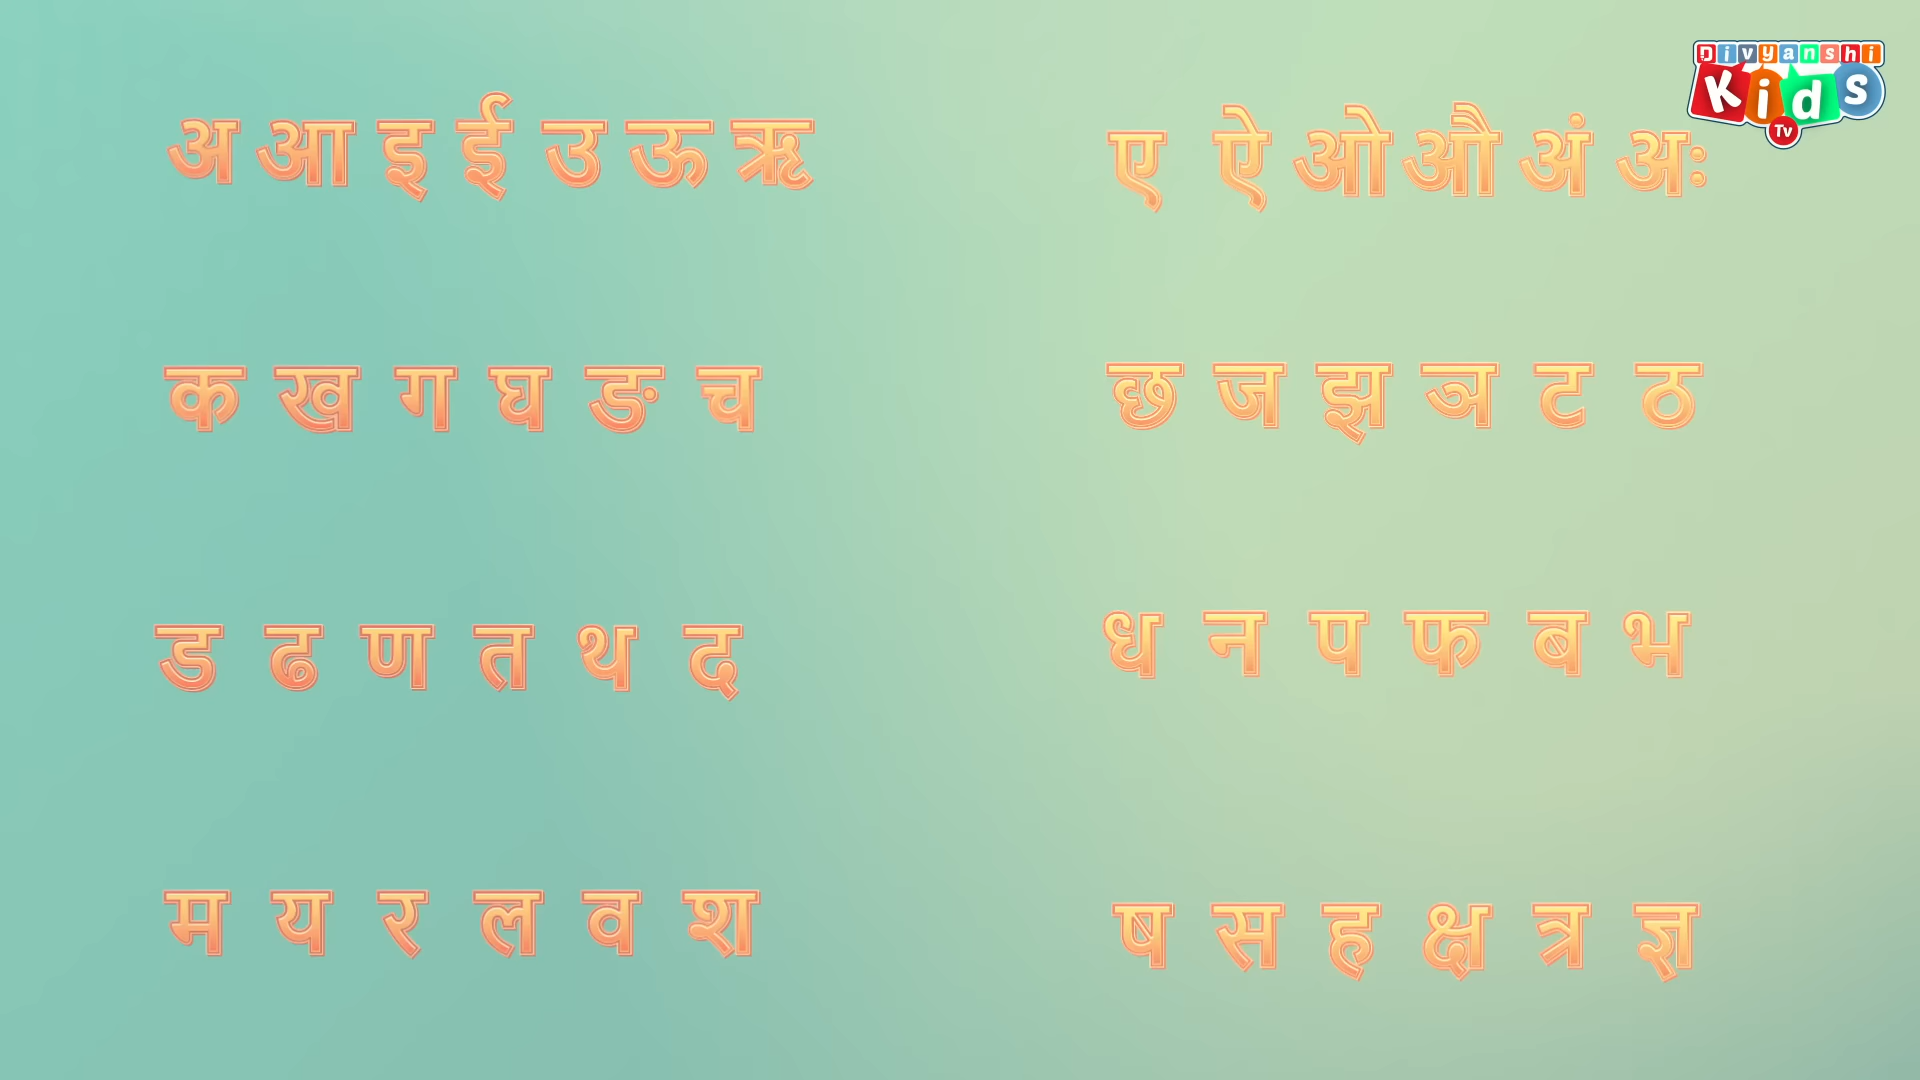 Divyanshi
Kids
Tv
अ आ इ ई उ ऊ ऋ
ए ऐ ओ औ अं अः
क ख ग घ ङ च
छ ज झ ञ ट ठ
ड ढ ण त थ द
ध न प फ ब भ
म य र ल व श
ष स ह क्ष त्र ज्ञ